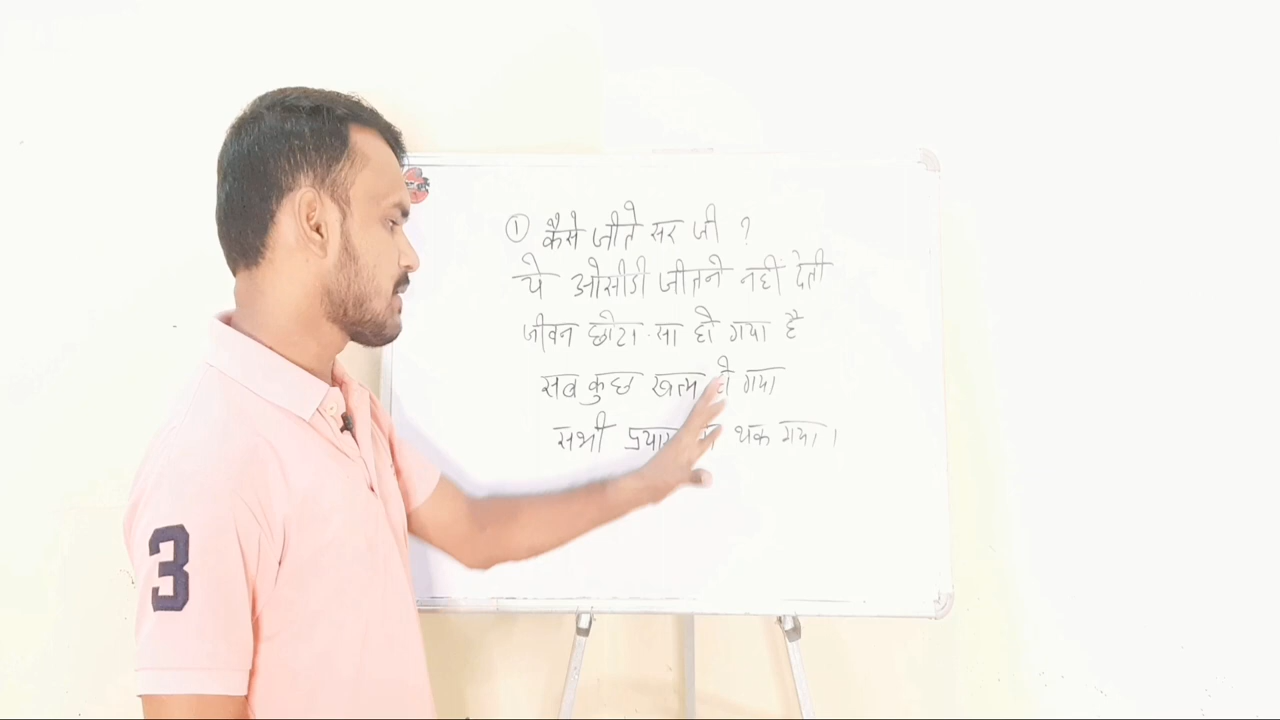 ① कैसे जीते सर जी ?
ये ओसीडी जीतने नही देती
जीवन छोटा सा हो गया है
सब कुछ खत्म हो गया
सभी थक गया ।
3